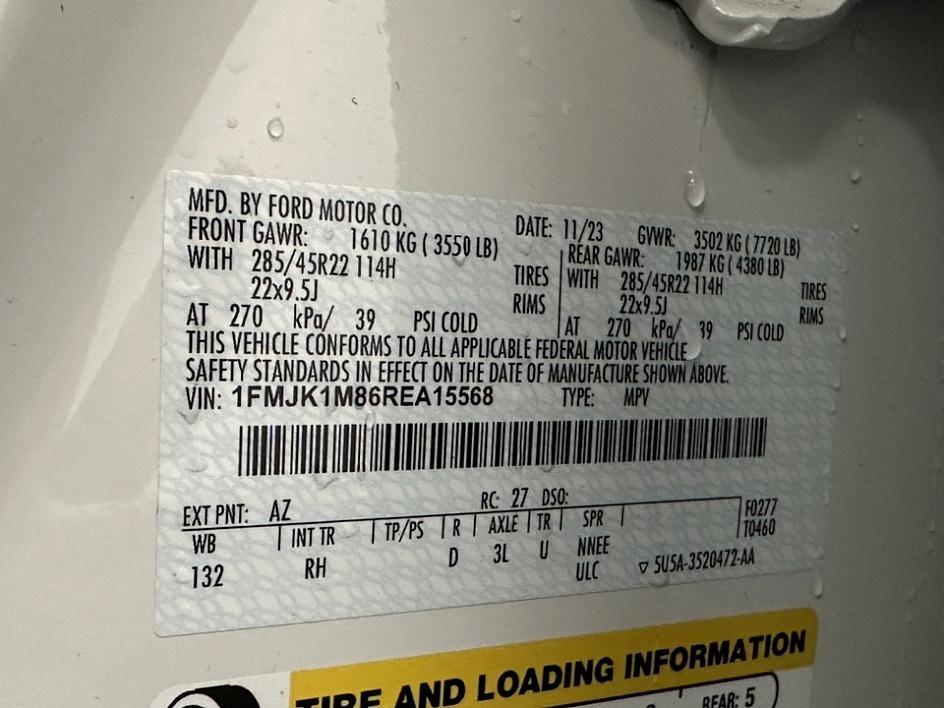 MFD. BY FORD MOTOR CO.
DATE: 11/23 GVWR: 3502 KG ( 7720 LB)
FRONT GAWR: 1610 KG ( 3550 LB)
REAR GAWR: 1987 KG ( 4380 LB)
WITH 285/45R22 114H TIRES
WITH 285/45R22 114H TIRES
22x9.5J RIMS
22x9.5J RIMS
AT 270 kPa/ 39 PSI COLD
AT 270 kPa/ 39 PSI COLD
THIS VEHICLE CONFORMS TO ALL APPLICABLE FEDERAL MOTOR VEHICLE
SAFETY STANDARDS IN EFFECT ON THE DATE OF MANUFACTURE SHOWN ABOVE.
VIN: 1FMJK1M86REA15568 TYPE: MPV
EXT PNT: AZ RC: 27 DSO: F0277
WB INT TR TP/PS R AXLE TR SPR T0460
132 RH D 3L U NNEE
ULC ▽ 5U5A-3520472-AA
TIRE AND LOADING INFORMATION
REAR: 5